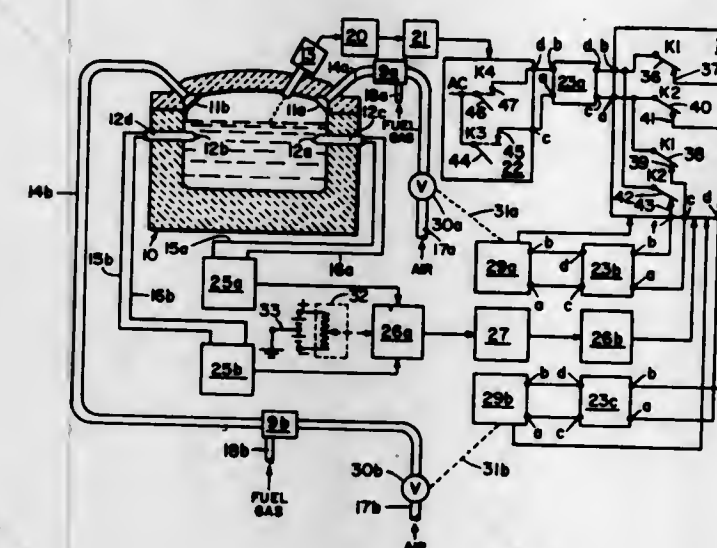 13
20
21
14a
9a
18a
FUEL
GAS
11b
11a
12c
12d
12b
12a
10
14b
15b
16b
15a
16a
25a
25b
33
32
26a
27
26b
V
30a
17a
AIR
31a
AC
K4
46
47
K3
44
45
22
d
b
a
c
23a
b
d
c
a
K1
36
37
K2
40
41
K1
39
38
K2
42
43
c
d
29a
b
d
a
c
23b
b
a
29b
b
d
a
c
23c
b
a
9b
18b
FUEL
GAS
30b
V
17b
AIR
31b